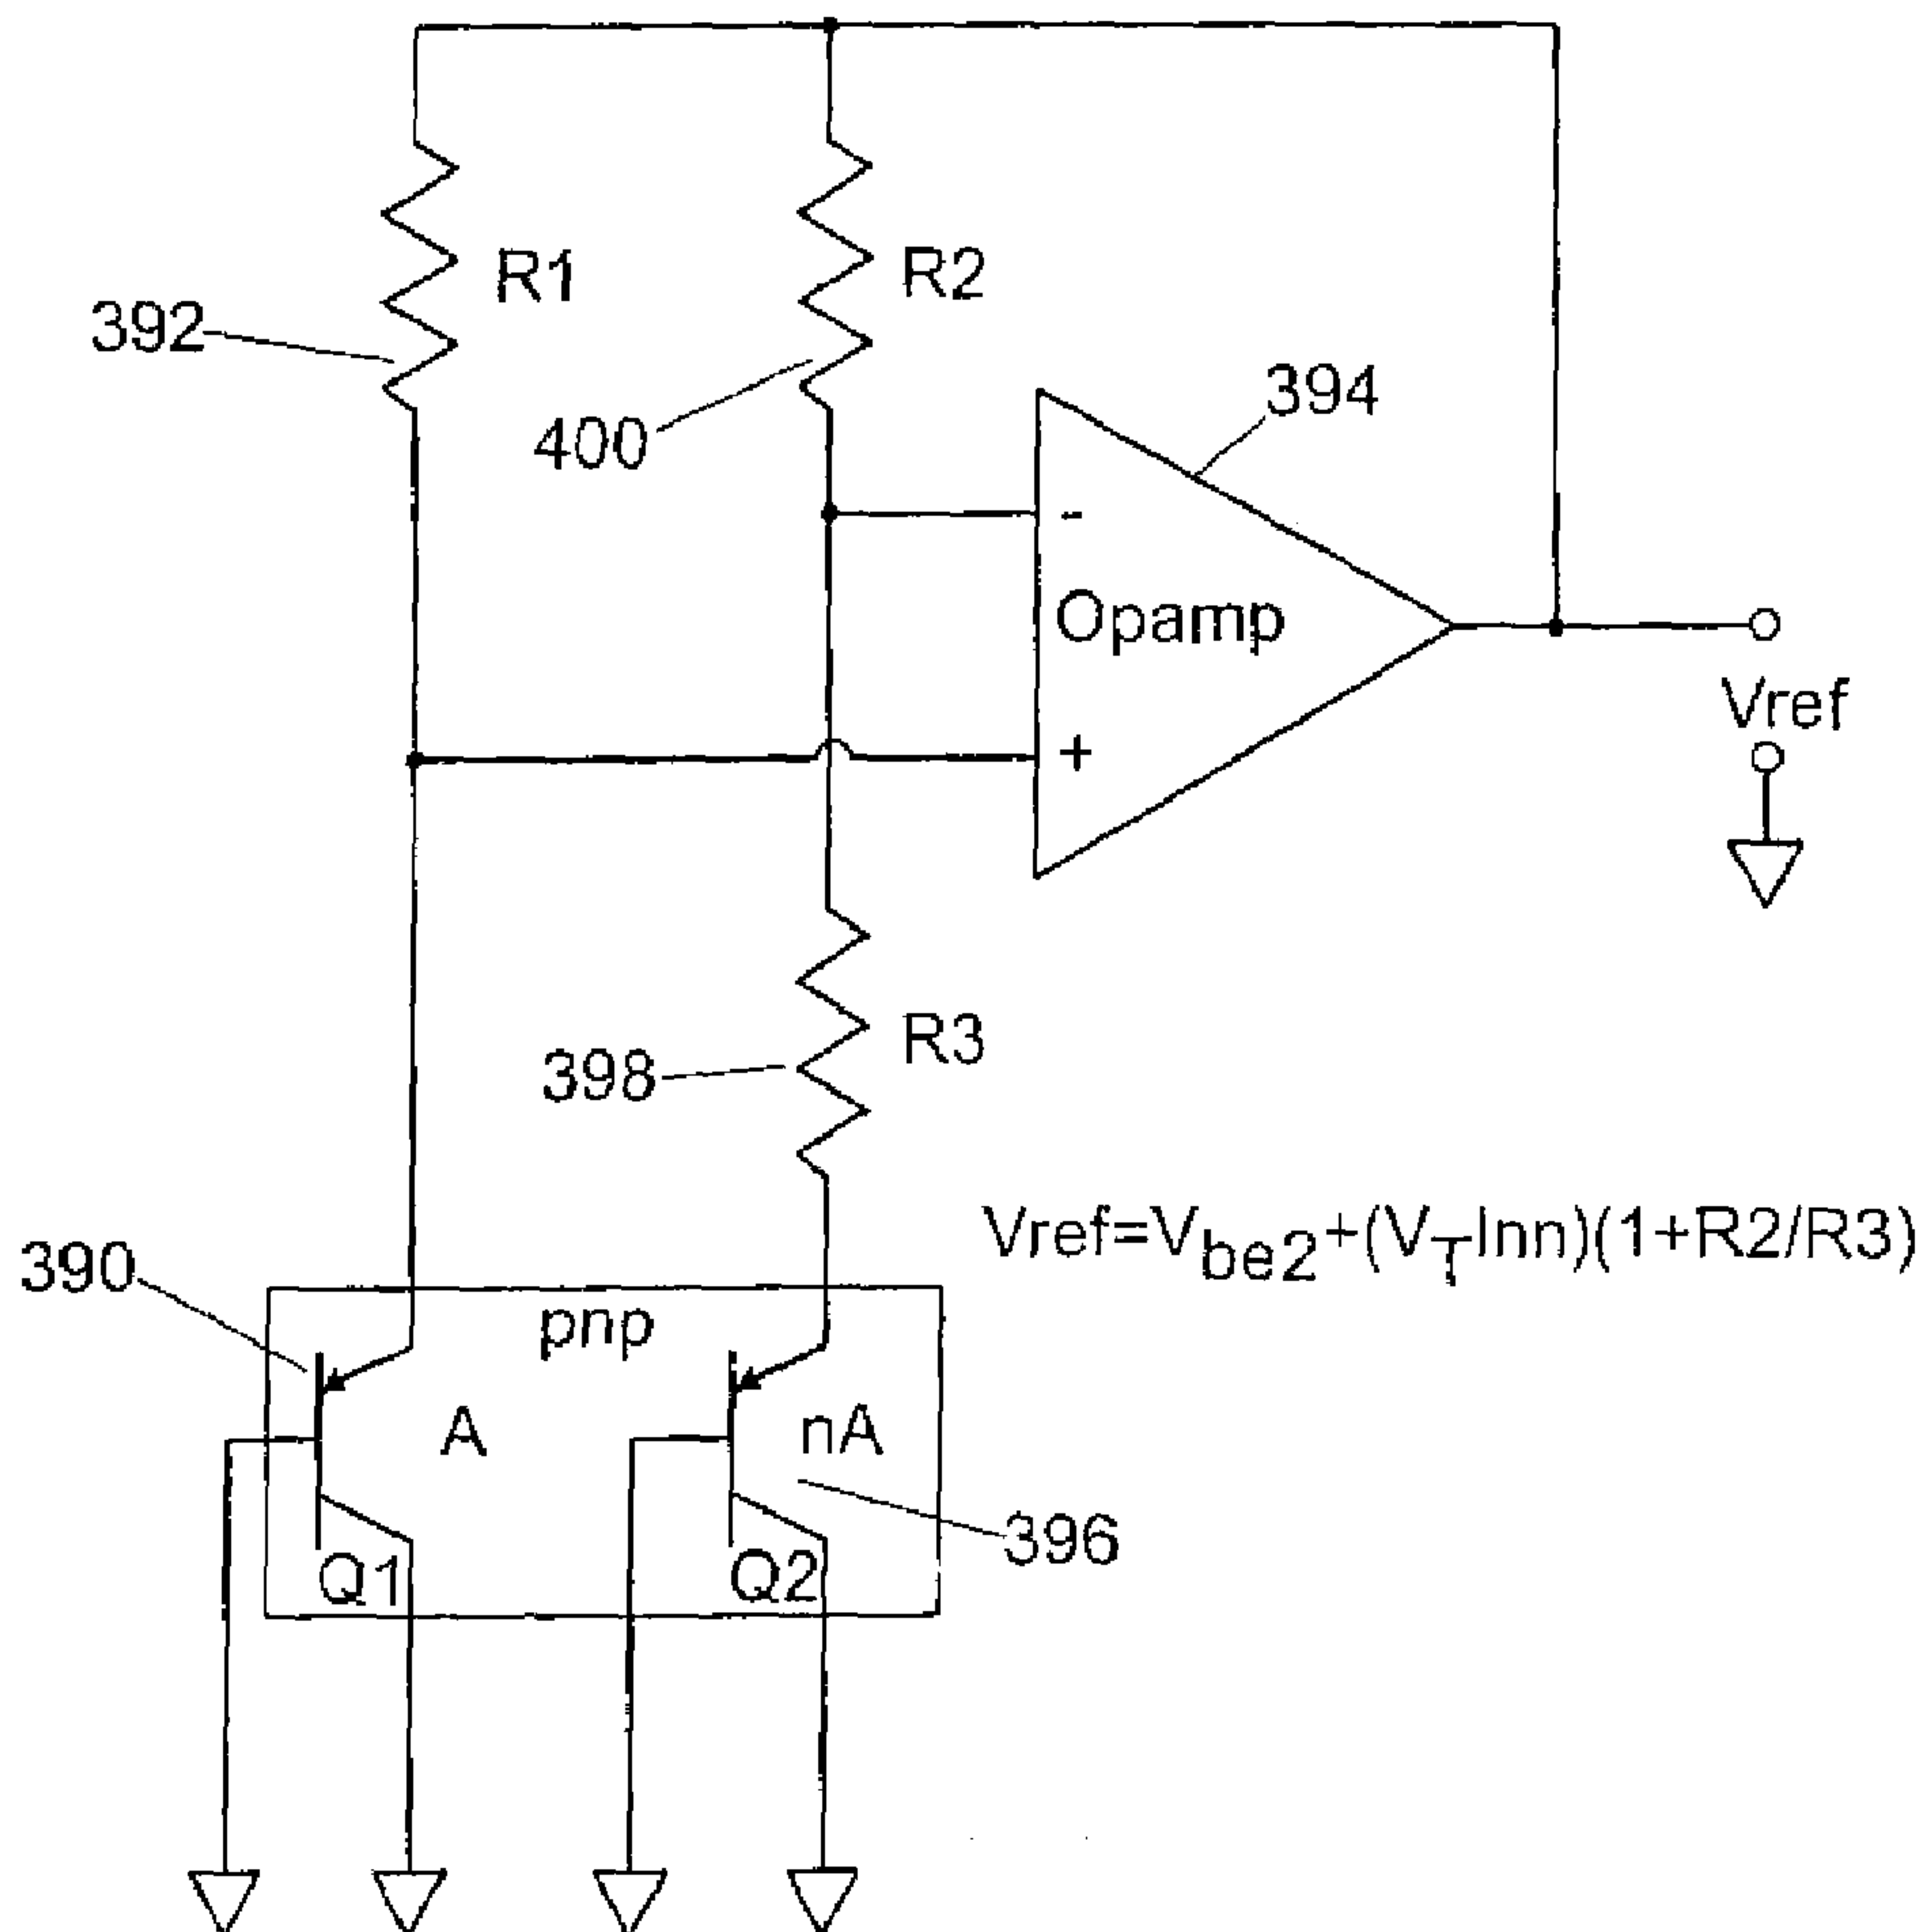 R1
R2
392
400
394
-
Opamp
+
Vref
R3
398
Vref=Vbe2+(VTlnn)(1+R2/R3)
390
pnp
A
nA
396
Q1
Q2